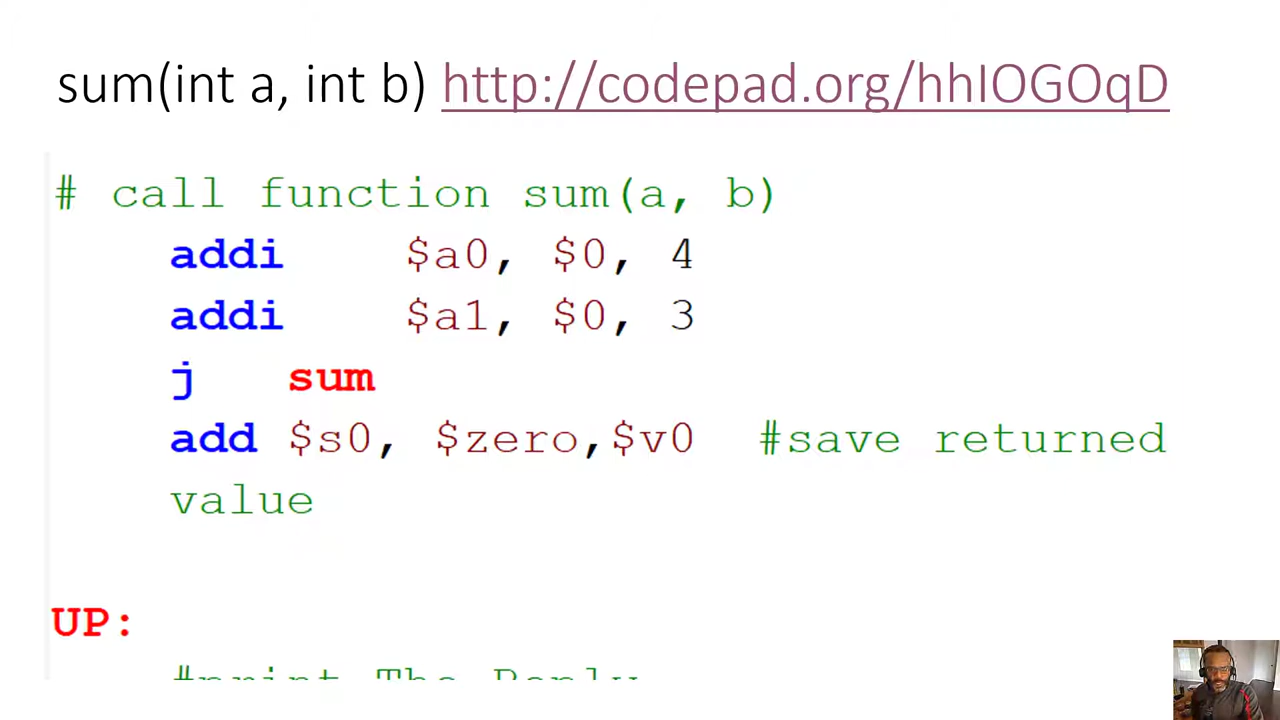 sum(int a, int b) http://codepad.org/hhIOGOqD
# call function sum(a, b)
addi $a0, $0, 4
addi $a1, $0, 3
j sum
add $s0, $zero,$v0 #save returned
value
UP:
#print The Reply